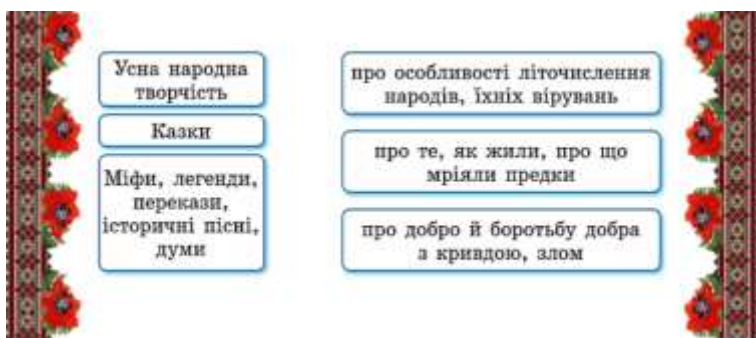 Усна народна
творчість
Казки
Міфи, легенди,
перекази,
історичні пісні,
думи
про особливості літочислення
народів, їхніх вірувань
про те, як жили, про що
мріяли предки
про добро й боротьбу добра
з кривдою, злом